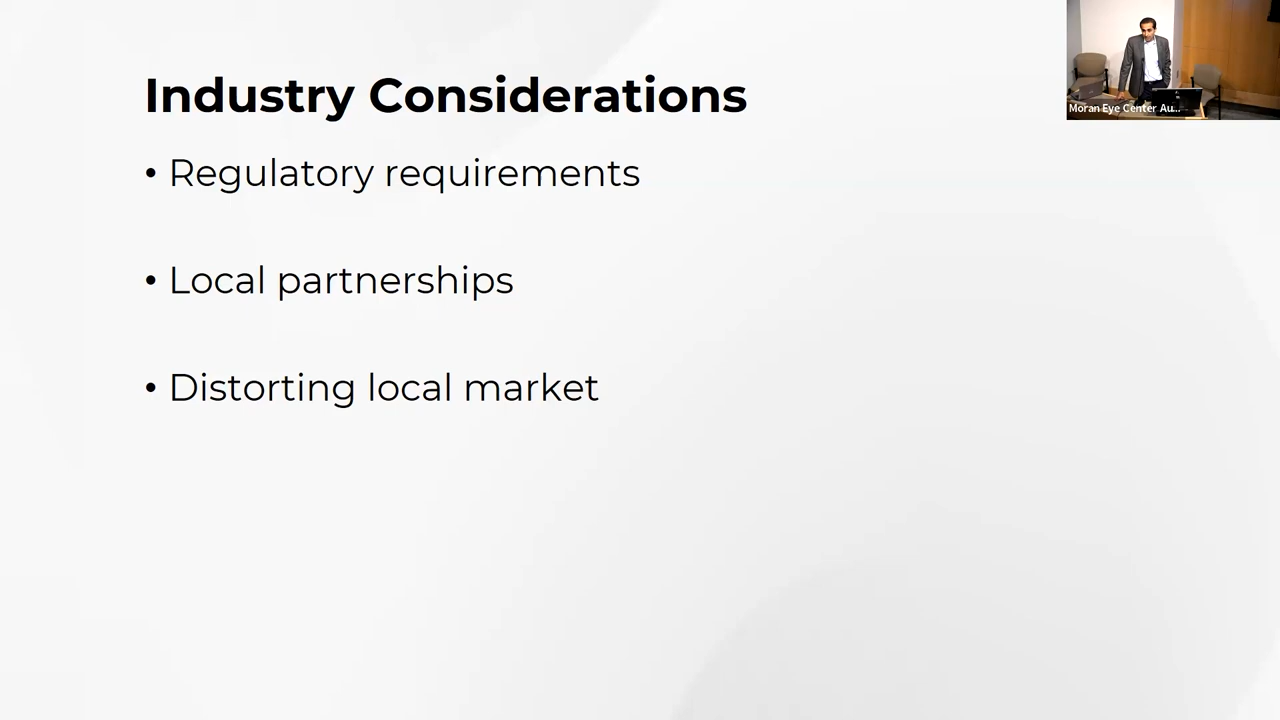 Industry Considerations
• Regulatory requirements
• Local partnerships
• Distorting local market
Moran Eye Center Au...